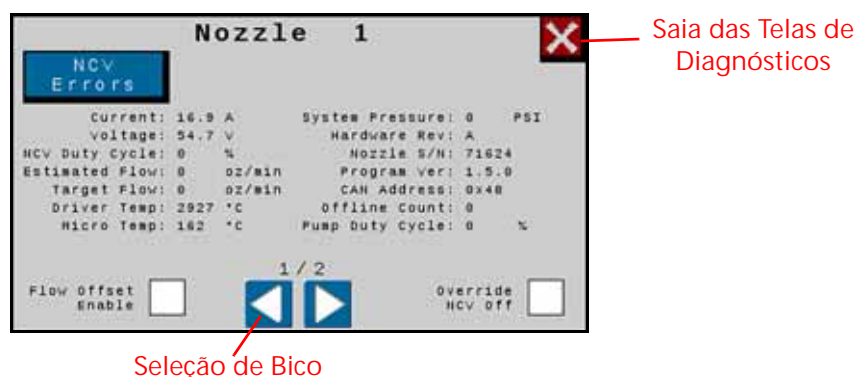 Nozzle 1
Saia das Telas de
Diagnósticos
NCV
Errors
Current: 16.9 A System Pressure: 0 PSI
Voltage: 54.7 V Hardware Rev: A
NCV Duty Cycle: 0 % Nozzle S/N: 71624
Estimated Flow: 0 oz/min Program Ver: 1.5.0
Target Flow: 0 oz/min CAN Address: 0x40
Driver Temp: 2927 °C Offline Count: 0
Micro Temp: 162 °C Pump Duty Cycle: 0 %
1/2
Flow Offset
Enable
Override
NCV Off
Seleção de Bico